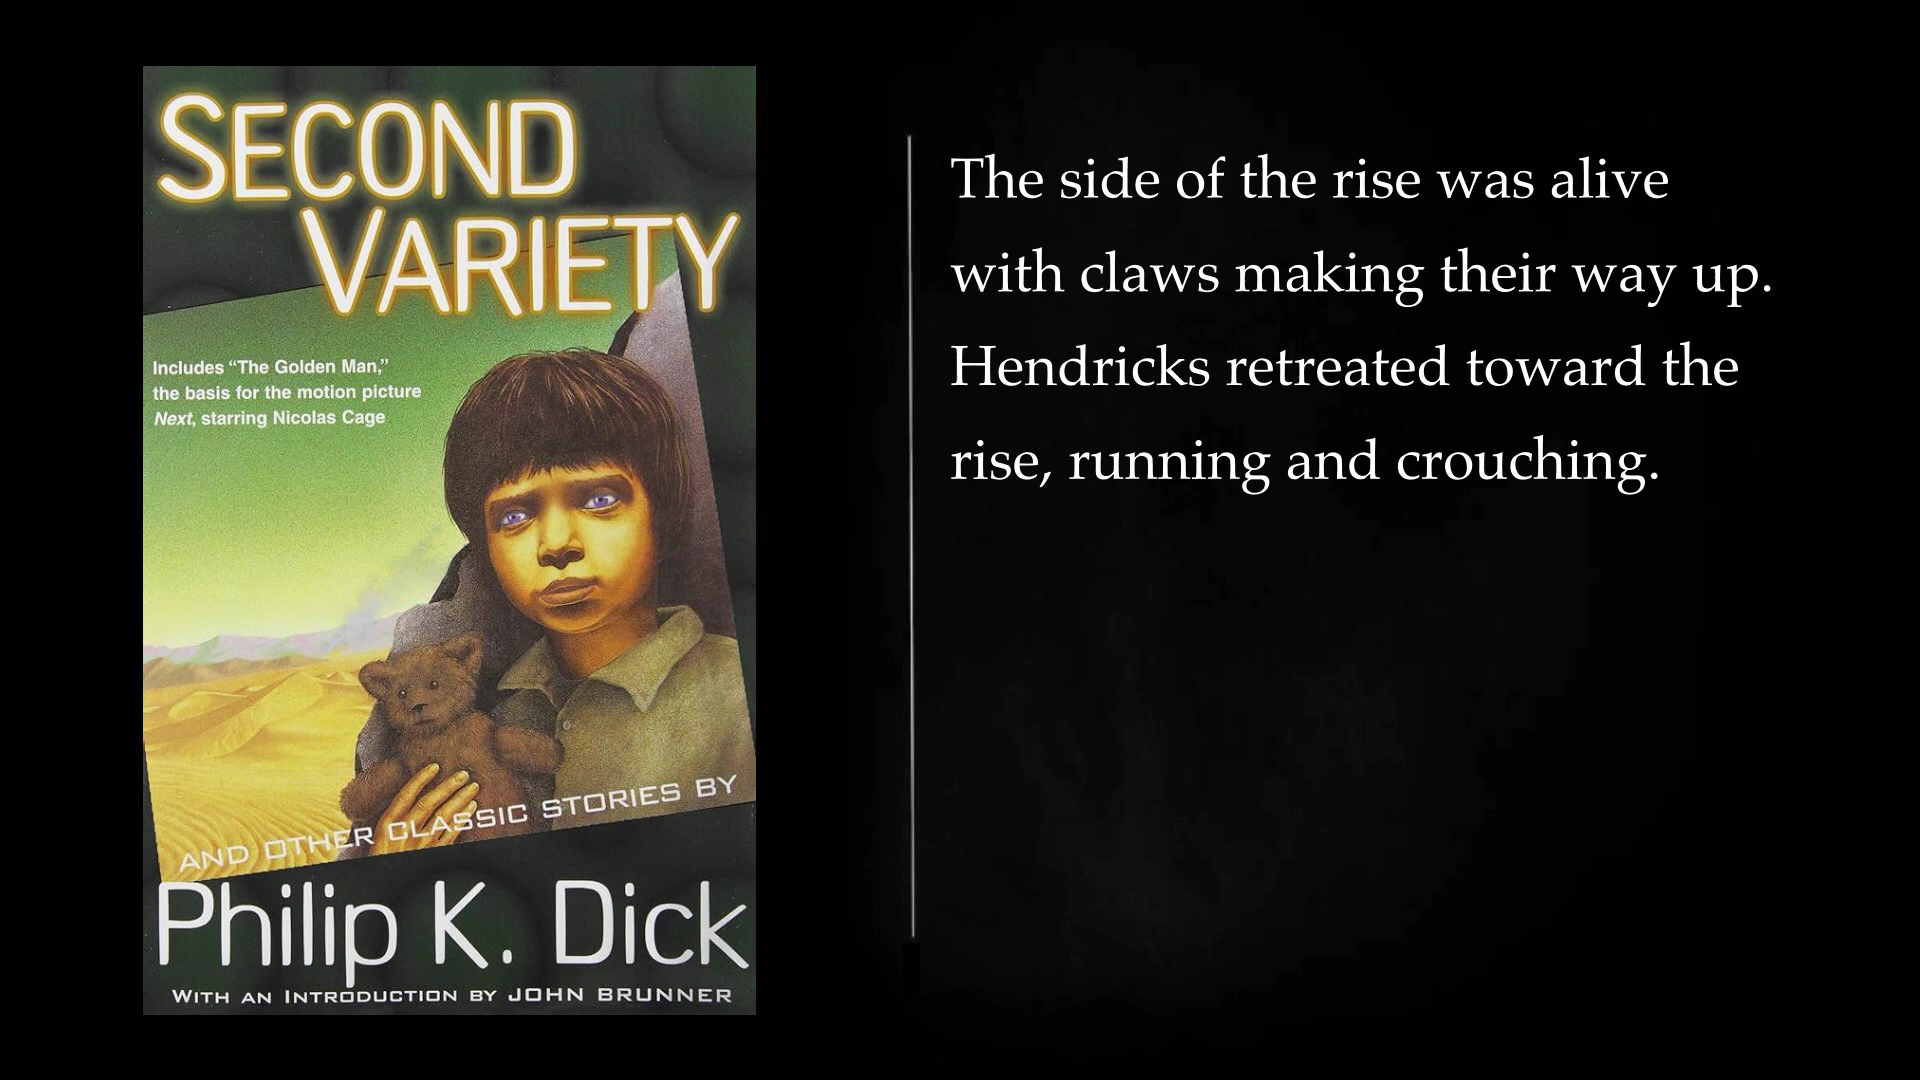 SECOND
VARIETY
Includes “The Golden Man,”
the basis for the motion picture
Next, starring Nicolas Cage
AND OTHER CLASSIC STORIES BY
Philip K. Dick
WITH AN INTRODUCTION BY JOHN BRUNNER
The side of the rise was alive
with claws making their way up.
Hendricks retreated toward the
rise, running and crouching.